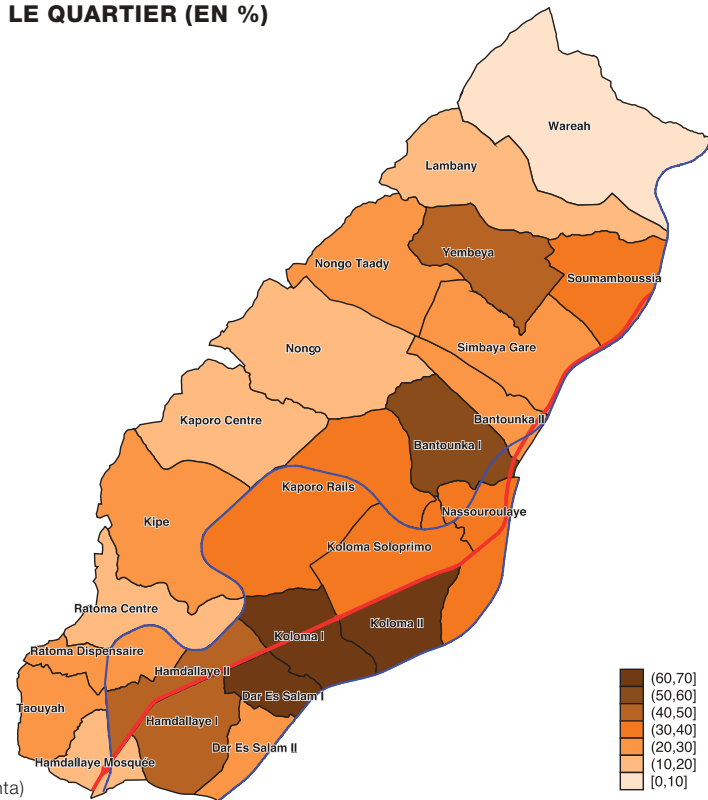 LE QUARTIER (EN %)
Wareah
Lambany
Yembeya
Nongo Taady
Soumamboussia
Nongo
Simbaya Gare
Kaporo Centre
Bantounka II
Bantounka I
Kaporo Rails
Nassouroulaye
Kipe
Koloma Soloprimo
Ratoma Centre
Koloma II
Koloma I
Ratoma Dispensaire
Hamdallaye II
Dar Es Salam I
Taouyah
Hamdallaye I
Dar Es Salam II
Hamdallaye Mosquée
(60,70]
(50,60]
(40,50]
(30,40]
(20,30]
(10,20]
[0,10]
nta)